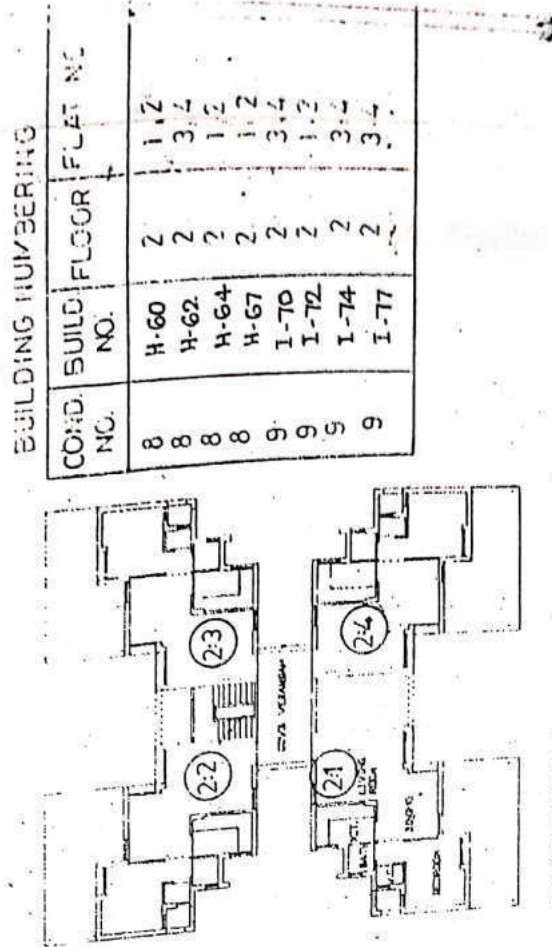 BUILDING NUMBERING
COND. NO. BUILD. NO. FLOOR FLAT NO
8 H-60 2 1,2
8 H-62 2 3,4
8 H-64 2 1,2
8 H-67 2 1,2
9 I-70 2 3,4
9 I-72 2 1,2
9 I-74 2 3,4
9 I-77 2 3,4
2:2
2:3
2:1
2:4
LIVING ROOM
BATH